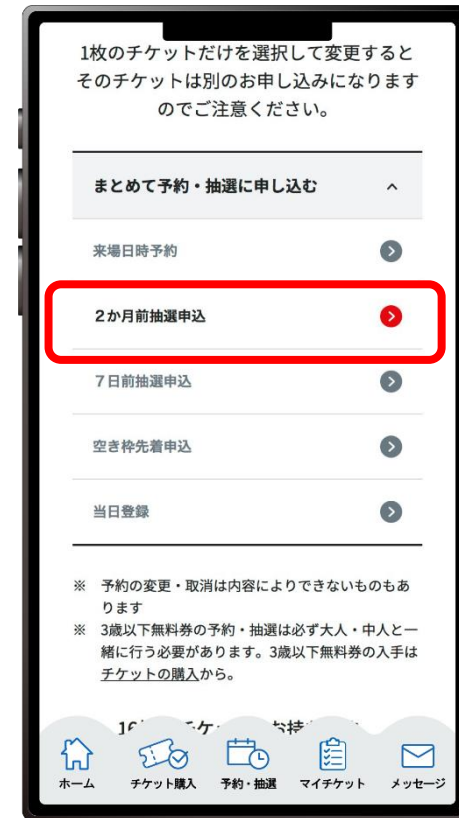 1枚のチケットだけを選択して変更すると
そのチケットは別のお申し込みになります
のでご注意ください。
まとめて予約・抽選に申し込む
来場日時予約
2か月前抽選申込
7日前抽選申込
空き枠先着申込
当日登録
※ 予約の変更・取消は内容によりできないものもあ
ります
※ 3歳以下無料券の予約・抽選は必ず大人・中人と一
緒に行う必要があります。3歳以下無料券の入手は
チケットの購入から。
ホーム チケット購入 予約・抽選 マイチケット メッセージ